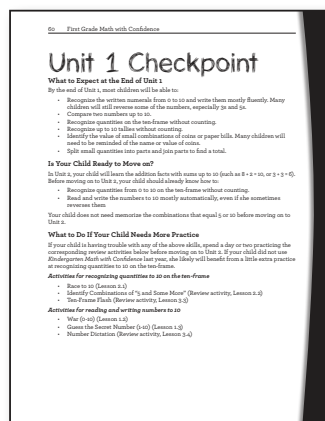 60 First Grade Math with Confidence
Unit 1 Checkpoint
What to Expect at the End of Unit 1
By the end of Unit 1, most children will be able to:
• Recognize the written numerals from 0 to 10 and write them mostly fluently. Many
children will still reverse some of the numbers, especially 3s and 5s.
• Compare two numbers up to 10.
• Recognize quantities on the ten-frame without counting.
• Recognize up to 10 tallies without counting.
• Identify the value of small combinations of coins or paper bills. Many children will
need to be reminded of the name or value of coins.
• Split small quantities into parts and join parts to find a total.
Is Your Child Ready to Move on?
In Unit 2, your child will learn the addition facts with sums up to 10 (such as 8 + 2 = 10, or 3 + 3 = 6).
Before moving on to Unit 2, your child should already know how to:
• Recognize quantities from 0 to 10 on the ten-frame without counting.
• Read and write the numbers to 10 mostly automatically, even if she sometimes
reverses them
Your child does not need memorize the combinations that equal 5 or 10 before moving on to
Unit 2.
What to Do If Your Child Needs More Practice
If your child is having trouble with any of the above skills, spend a day or two practicing the
corresponding review activities below before moving on to Unit 2. If your child did not use
Kindergarten Math with Confidence last year, she likely will benefit from a little extra practice
at recognizing quantities to 10 on the ten-frame.
Activities for recognizing quantities to 10 on the ten-frame
• Race to 10 (Lesson 2.1)
• Identify Combinations of "5 and Some More" (Review activity, Lesson 2.2)
• Ten-Frame Flash (Review activity, Lesson 3.3)
Activities for reading and writing numbers to 10
• War (0-10) (Lesson 1.2)
• Guess the Secret Number (1-10) (Lesson 1.3)
• Number Dictation (Review activity, Lesson 3.4)